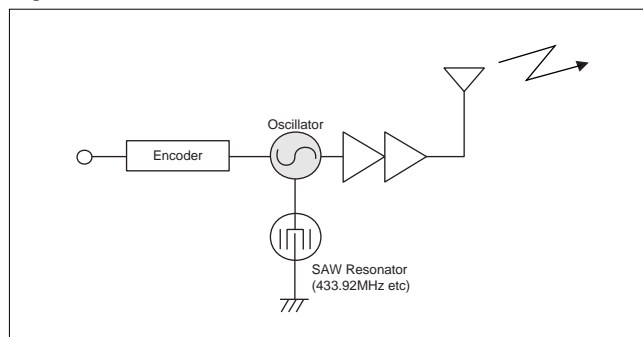 Oscillator
Encoder
SAW Resonator
(433.92MHz etc)